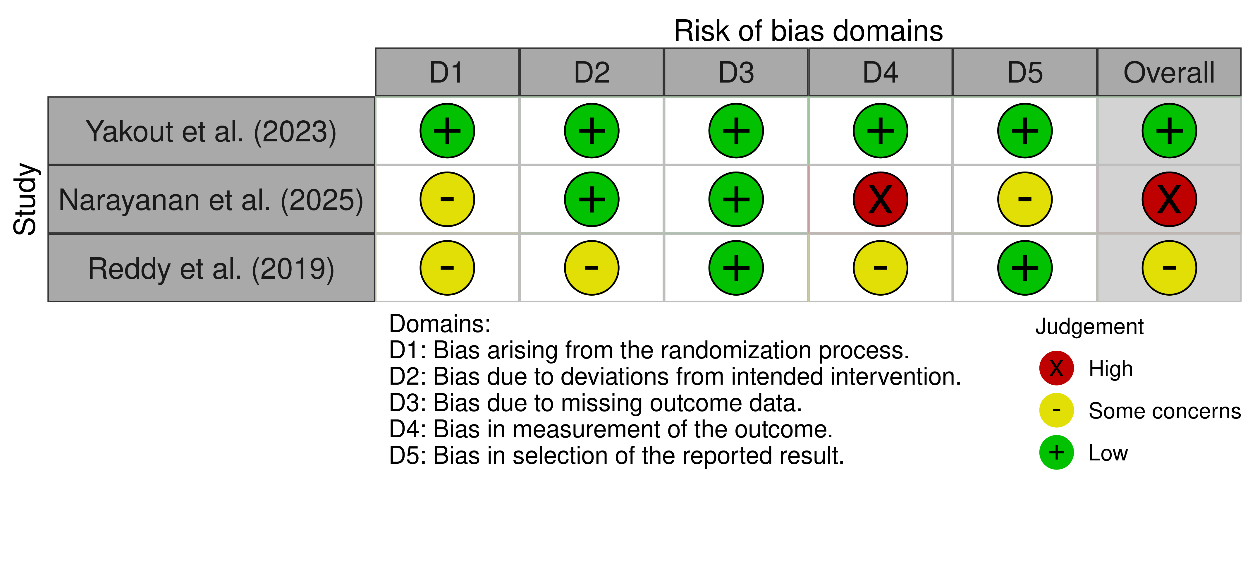 Risk of bias domains
D1 D2 D3 D4 D5 Overall
Study
Yakout et al. (2023) + + + + + +
Narayanan et al. (2025) - + + X - X
Reddy et al. (2019) - - + - + -
Domains:
D1: Bias arising from the randomization process.
D2: Bias due to deviations from intended intervention.
D3: Bias due to missing outcome data.
D4: Bias in measurement of the outcome.
D5: Bias in selection of the reported result.
Judgement
X High
- Some concerns
+ Low